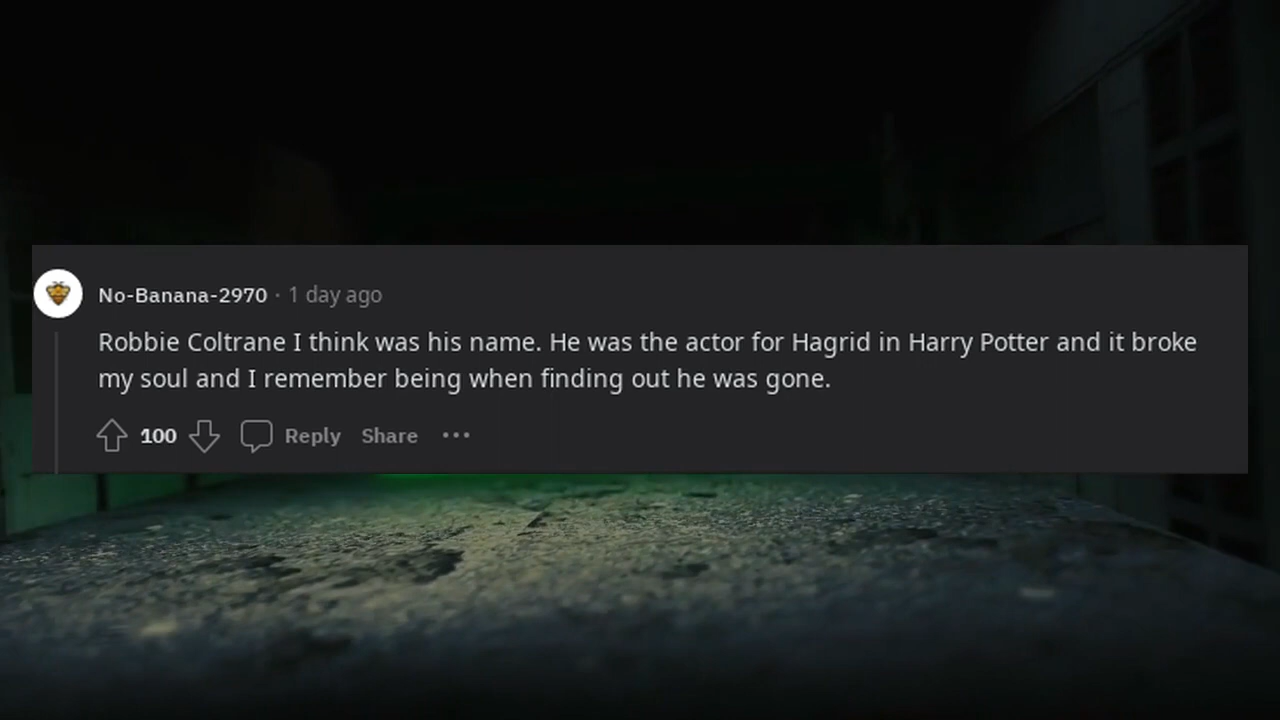 No-Banana-2970 · 1 day ago
Robbie Coltrane I think was his name. He was the actor for Hagrid in Harry Potter and it broke
my soul and I remember being when finding out he was gone.
100 Reply Share •••